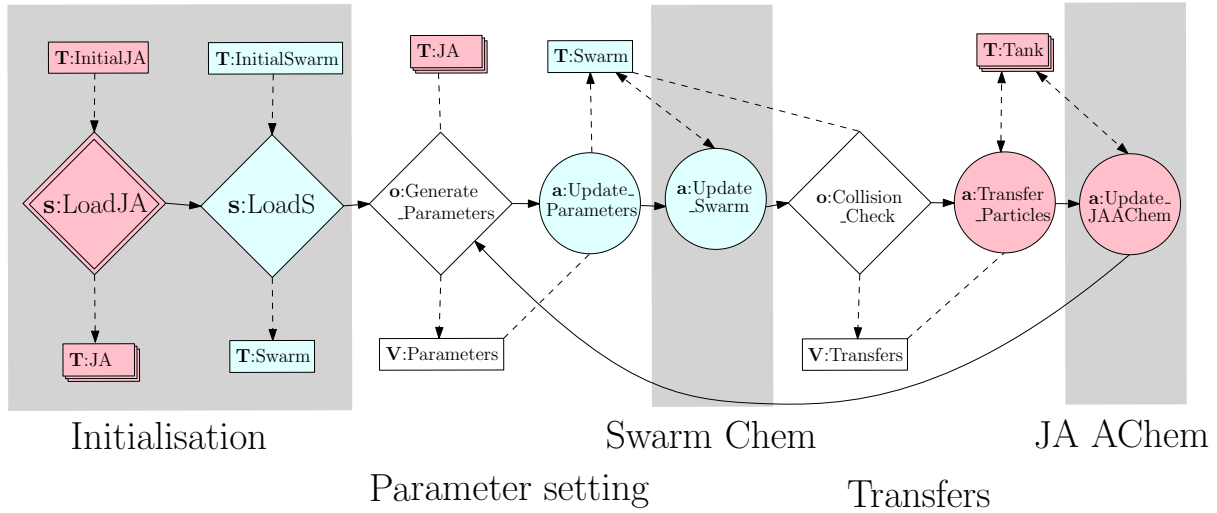 T:InitialJA
T:InitialSwarm
T:JA
T:Swarm
T:Tank
s:LoadJA
s:LoadS
o:Generate
_Parameters
a:Update_
Parameters
a:Update
_Swarm
o:Collision
_Check
a:Transfer
_Particles
a:Update_
JAAChem
T:JA
T:Swarm
V:Parameters
V:Transfers
Initialisation
Swarm Chem
JA AChem
Parameter setting
Transfers